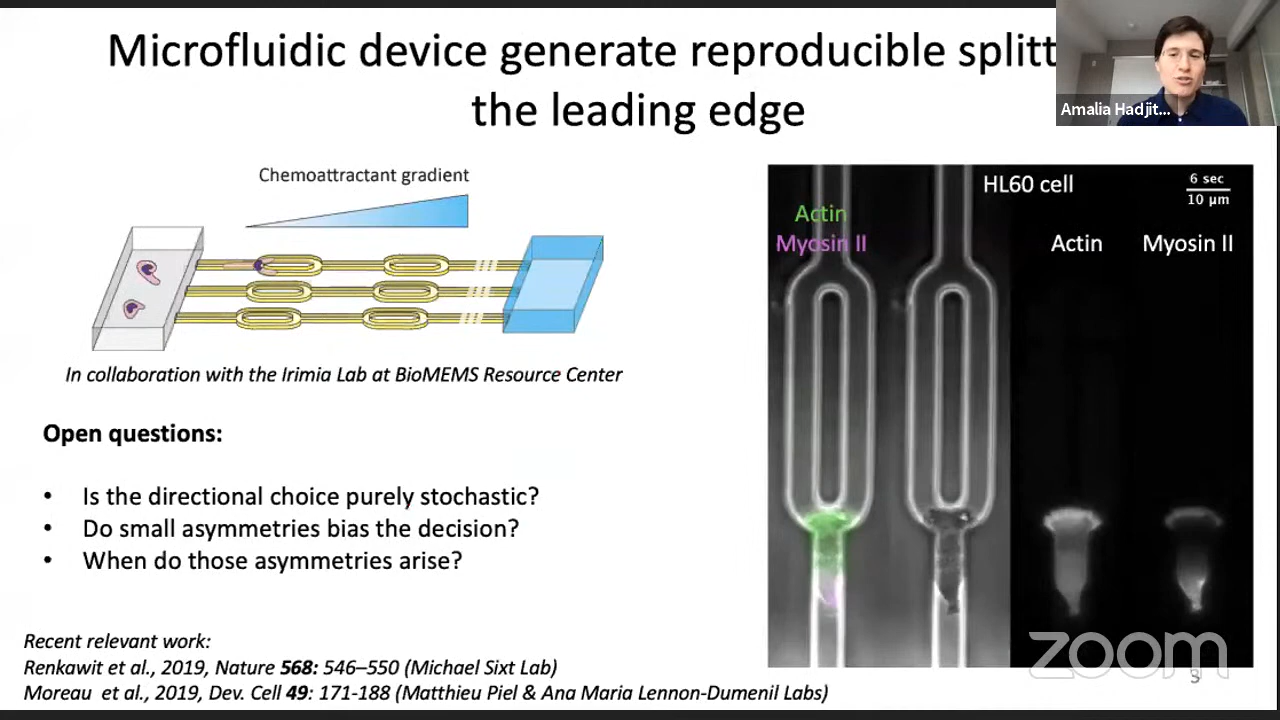 Microfluidic device generate reproducible splitt
the leading edge
Amalia Hadjit...
Chemoattractant gradient
In collaboration with the Irimia Lab at BioMEMS Resource Center
Open questions:
• Is the directional choice purely stochastic?
• Do small asymmetries bias the decision?
• When do those asymmetries arise?
Recent relevant work:
Renkawit et al., 2019, Nature 568: 546–550 (Michael Sixt Lab)
Moreau et al., 2019, Dev. Cell 49: 171-188 (Matthieu Piel & Ana Maria Lennon-Dumenil Labs)
HL60 cell
6 sec
10 µm
Actin
Myosin II
Actin
Myosin II
zoom